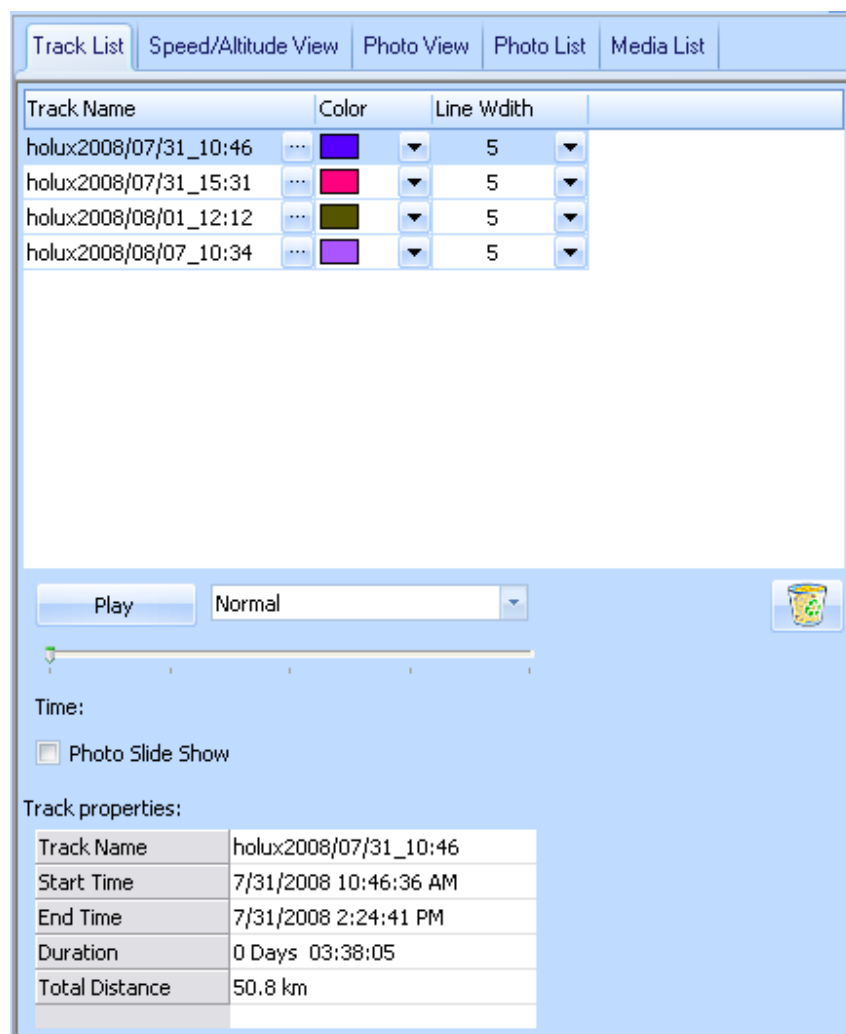 Track List Speed/Altitude View Photo View Photo List Media List
Track Name Color Line Wdith
holux2008/07/31_10:46 ... 5
holux2008/07/31_15:31 ... 5
holux2008/08/01_12:12 ... 5
holux2008/08/07_10:34 ... 5
Play Normal
Time:
Photo Slide Show
Track properties:
Track Name holux2008/07/31_10:46
Start Time 7/31/2008 10:46:36 AM
End Time 7/31/2008 2:24:41 PM
Duration 0 Days 03:38:05
Total Distance 50.8 km